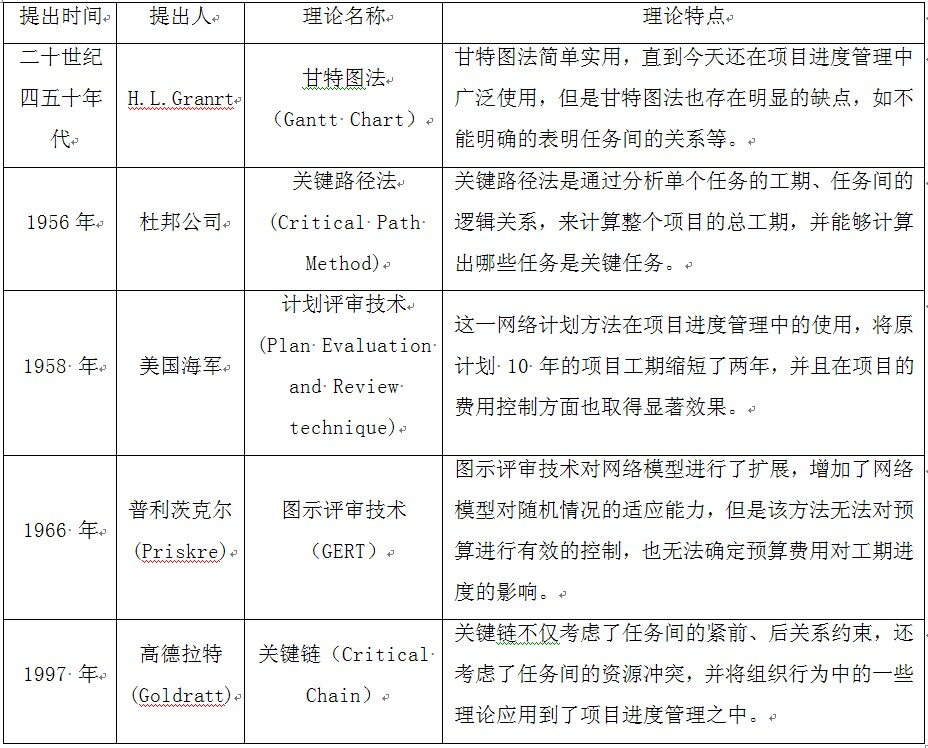 提出时间 提出人 理论名称 理论特点
二十世纪
四五十年
代
H.L.Granrt
甘特图法
（Gantt Chart）
甘特图法简单实用，直到今天还在项目进度管理中
广泛使用，但是甘特图法也存在明显的缺点，如不
能明确的表明任务间的关系等。
1956 年
杜邦公司
关键路径法
(Critical Path
Method)
关键路径法是通过分析单个任务的工期、任务间的
逻辑关系，来计算整个项目的总工期，并能够计算
出哪些任务是关键任务。
1958 年
美国海军
计划评审技术
(Plan Evaluation
and Review
technique)
这一网络计划方法在项目进度管理中的使用，将原
计划 10 年的项目工期缩短了两年，并且在项目的
费用控制方面也取得显著效果。
1966 年
普利茨克尔
(Priskre)
图示评审技术
（GERT）
图示评审技术对网络模型进行了扩展，增加了网络
模型对随机情况的适应能力，但是该方法无法对预
算进行有效的控制，也无法确定预算费用对工期进
度的影响。
1997 年
高德拉特
(Goldratt)
关键链（Critical
Chain）
关键链不仅考虑了任务间的紧前、后关系约束，还
考虑了任务间的资源冲突，并将组织行为中的一些
理论应用到了项目进度管理之中。